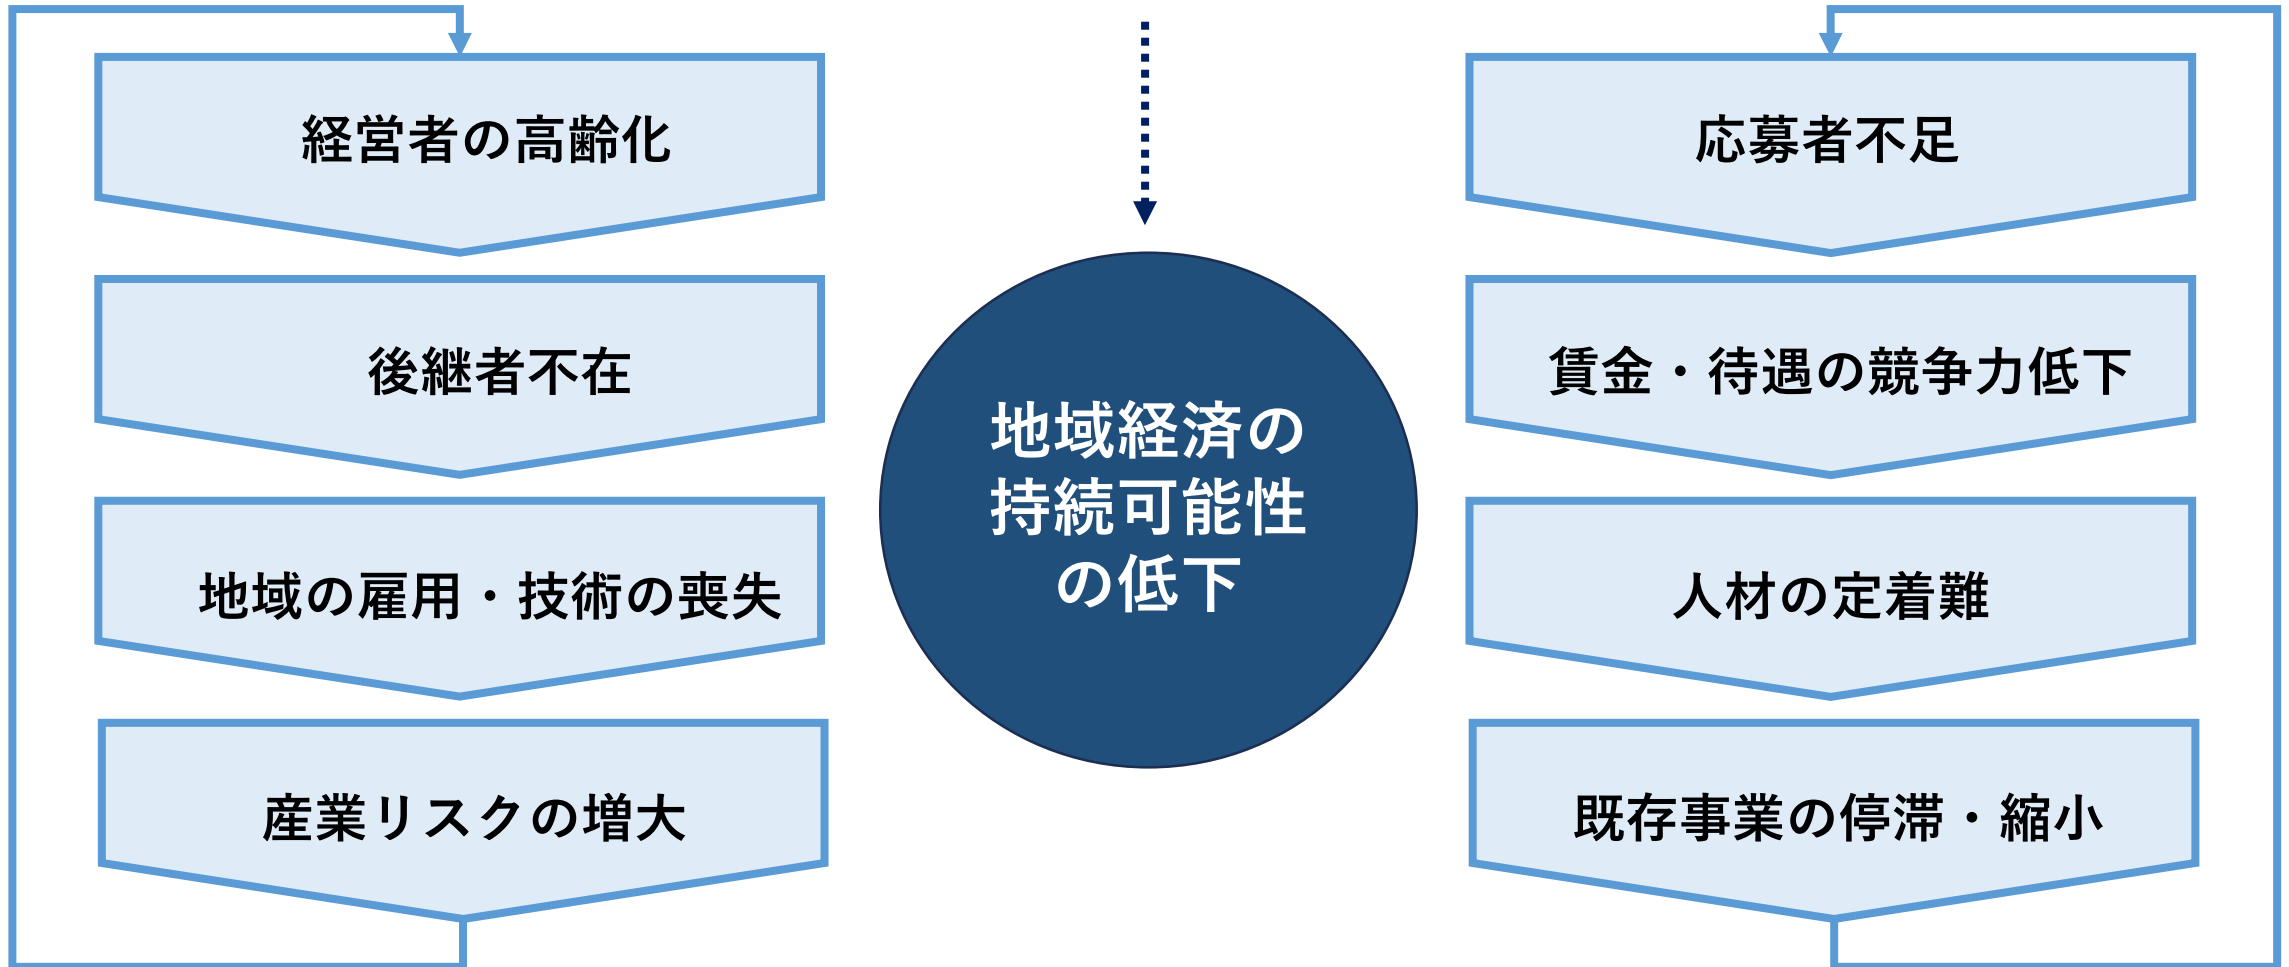 経営者の高齢化
後継者不在
地域の雇用・技術の喪失
産業リスクの増大
地域経済の
持続可能性
の低下
応募者不足
賃金・待遇の競争力低下
人材の定着難
既存事業の停滞・縮小